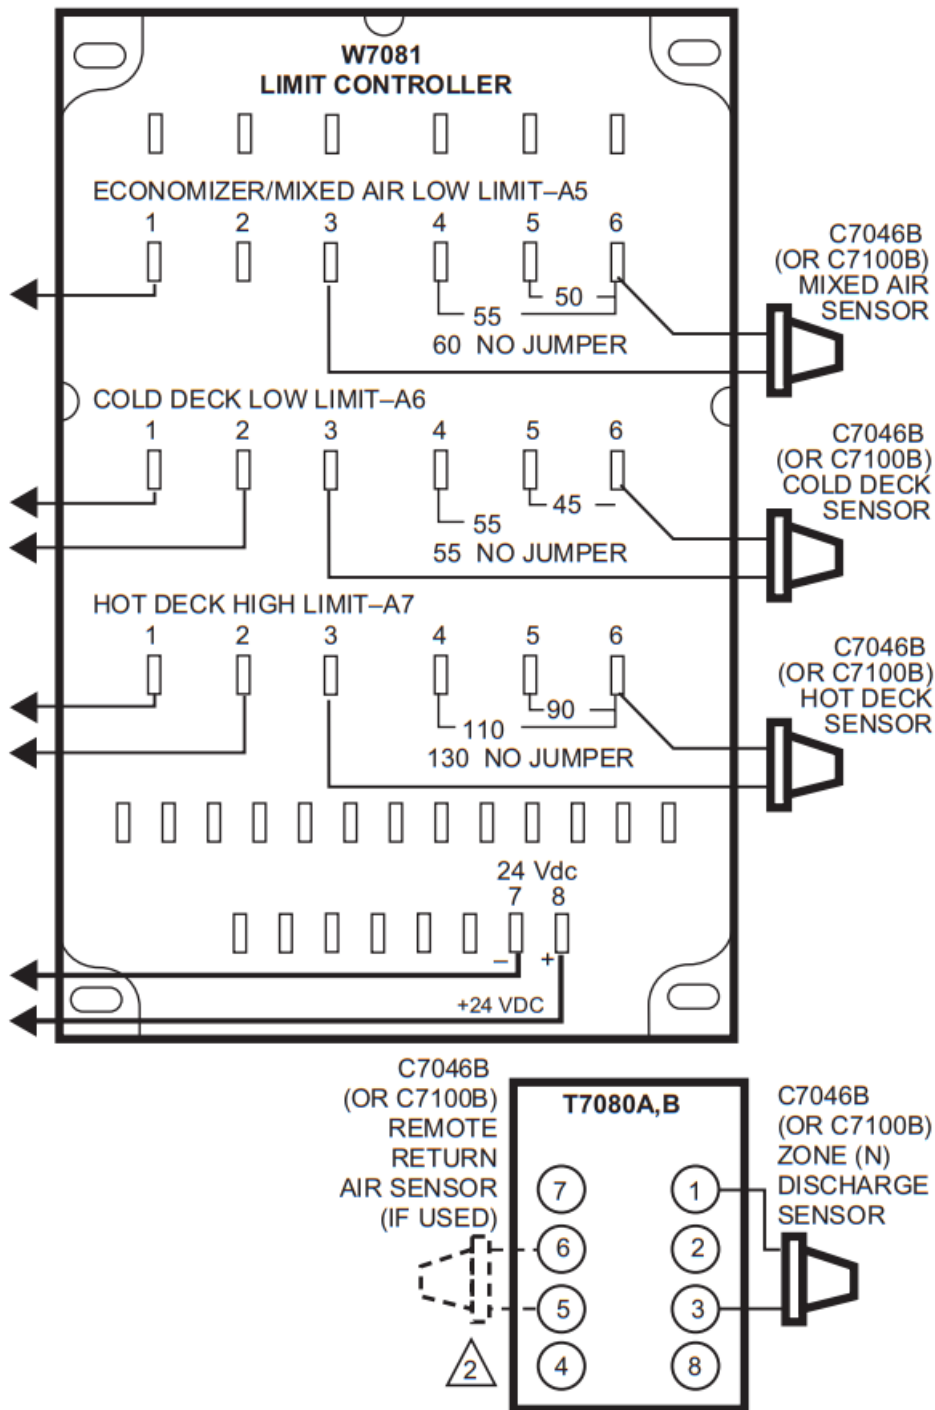 W7081
LIMIT CONTROLLER
ECONOMIZER/MIXED AIR LOW LIMIT–A5
1 2 3 4 5 6
50
55
60 NO JUMPER
C7046B
(OR C7100B)
MIXED AIR
SENSOR
COLD DECK LOW LIMIT–A6
1 2 3 4 5 6
45
55
55 NO JUMPER
C7046B
(OR C7100B)
COLD DECK
SENSOR
HOT DECK HIGH LIMIT–A7
1 2 3 4 5 6
90
110
130 NO JUMPER
C7046B
(OR C7100B)
HOT DECK
SENSOR
24 Vdc
7 8
– +
+24 VDC
C7046B
(OR C7100B)
REMOTE
RETURN
AIR SENSOR
(IF USED)
2
T7080A,B
7 1
6 2
5 3
4 8
C7046B
(OR C7100B)
ZONE (N)
DISCHARGE
SENSOR